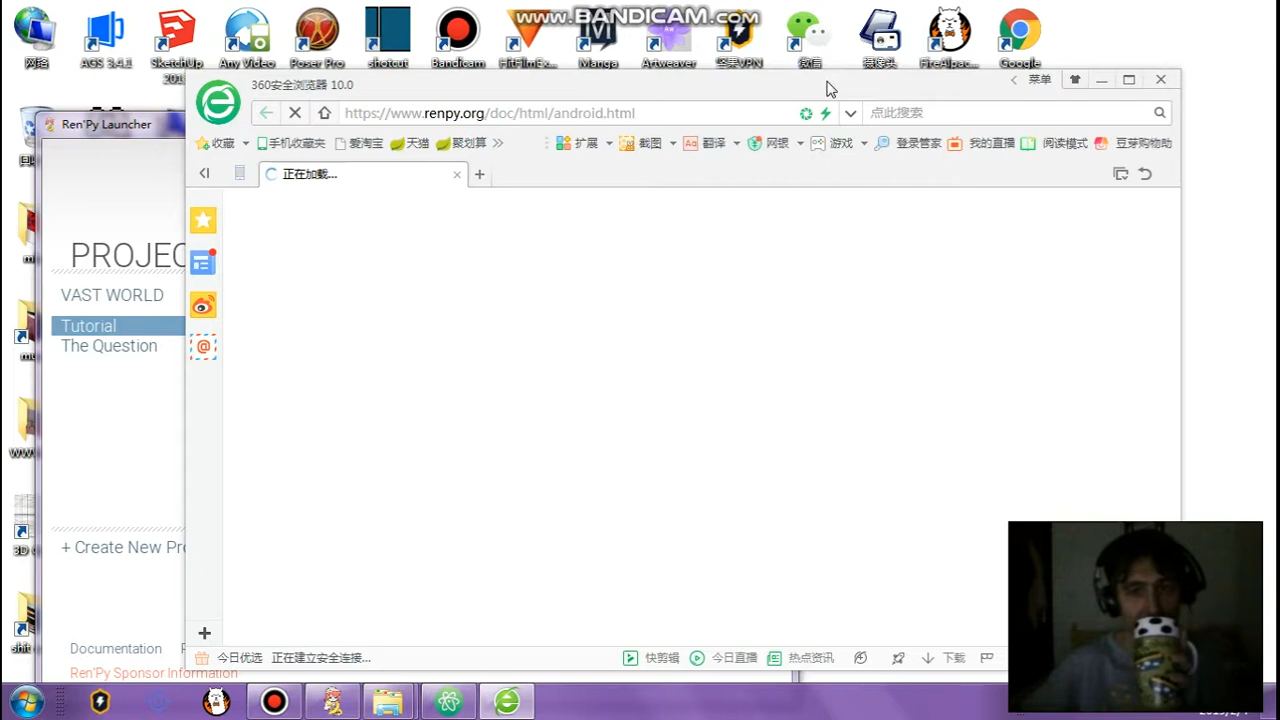 www.BANDICAM.com
网络
AGS 3.4.1
SketchUp
201
Any Video
Poser Pro
shotcut
Bandicam
HitFilmEx...
Manga
Artweaver
坚果VPN
微信
摄像头
FireAlpac...
Google
Ren'Py Launcher
PROJEC
VAST WORLD
Tutorial
The Question
+ Create New Pr
Documentation
Ren'Py Sponsor Information
360安全浏览器 10.0
菜单
https://www.renpy.org/doc/html/android.html
点此搜索
收藏
手机收藏夹
爱淘宝
天猫
聚划算
扩展
截图
翻译
网银
游戏
登录管家
我的直播
阅读模式
豆芽购物助
正在加载...
今日优选
正在建立安全连接...
快剪辑
今日直播
热点资讯
下载